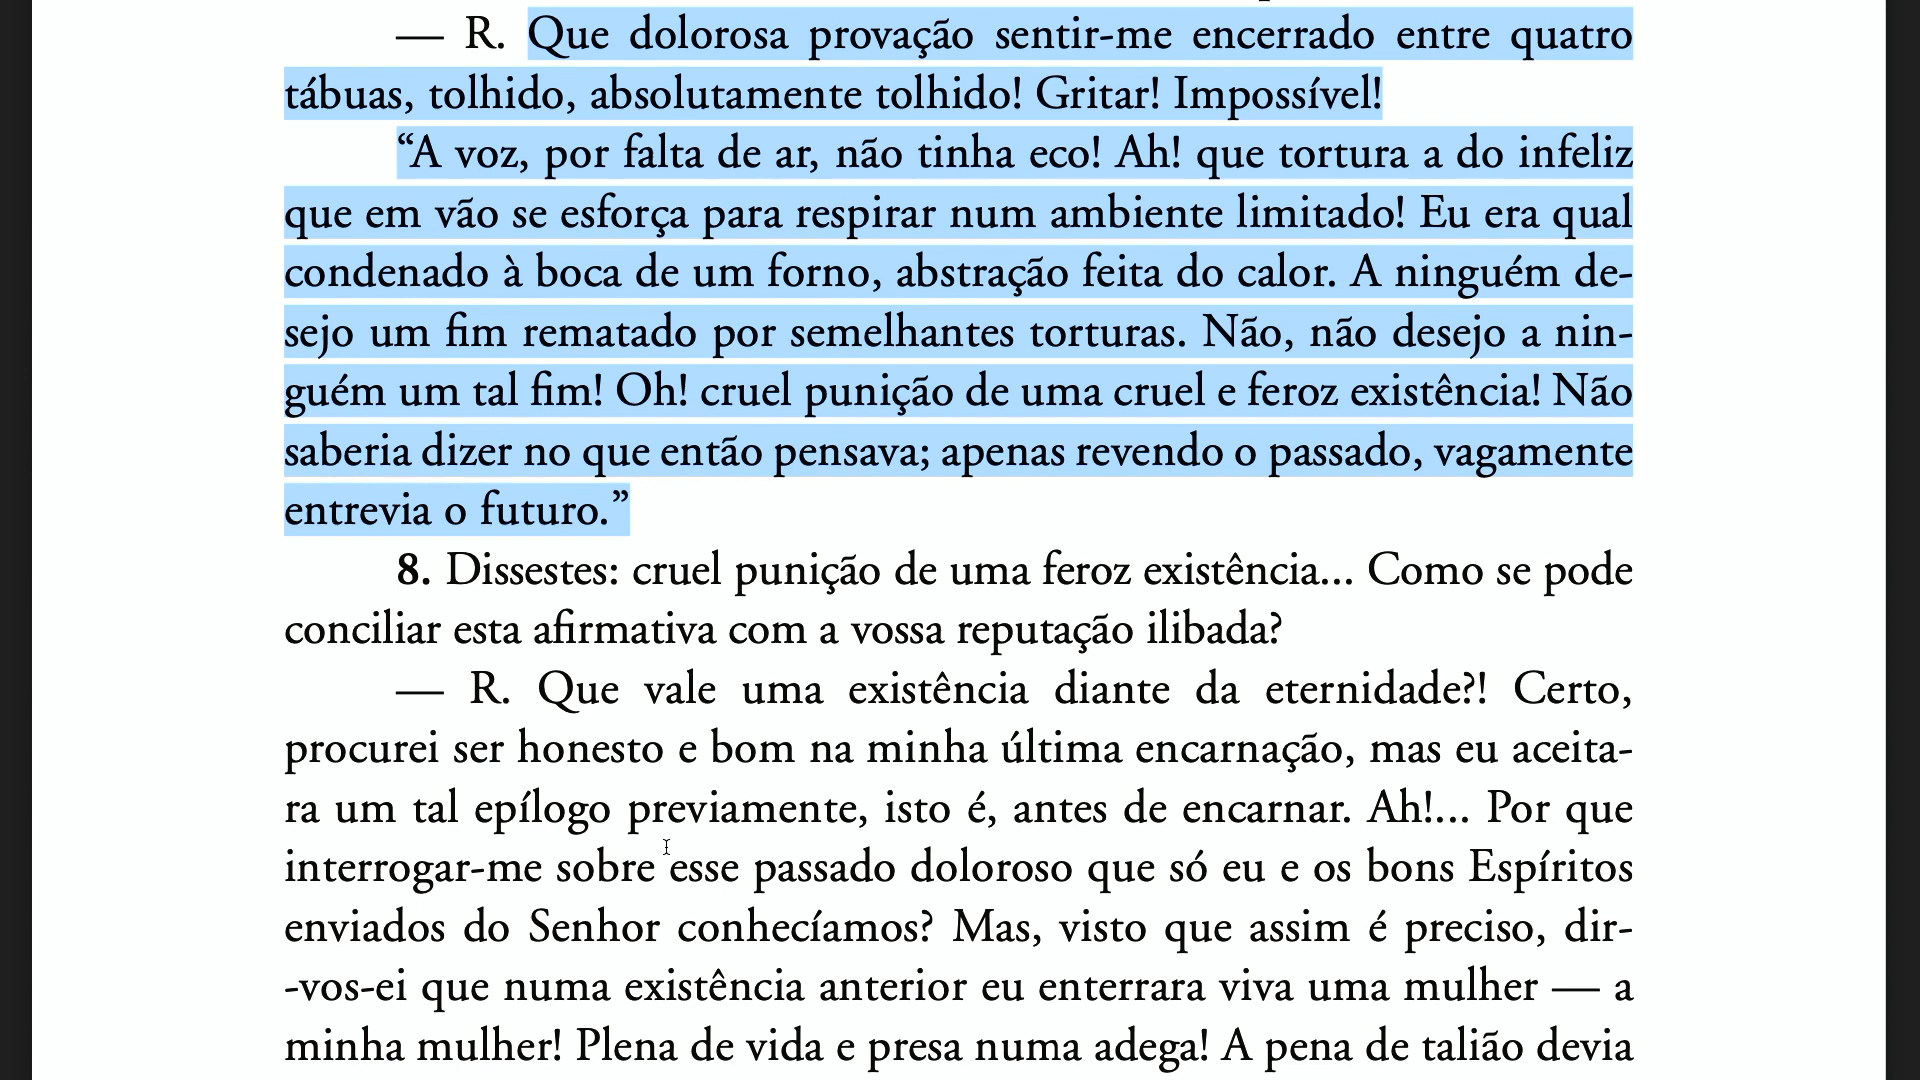 — R. Que dolorosa provação sentir-me encerrado entre quatro
tábuas, tolhido, absolutamente tolhido! Gritar! Impossível!
“A voz, por falta de ar, não tinha eco! Ah! que tortura a do infeliz
que em vão se esforça para respirar num ambiente limitado! Eu era qual
condenado à boca de um forno, abstração feita do calor. A ninguém de-
sejo um fim rematado por semelhantes torturas. Não, não desejo a nin-
guém um tal fim! Oh! cruel punição de uma cruel e feroz existência! Não
saberia dizer no que então pensava; apenas revendo o passado, vagamente
entrevia o futuro.”
8. Dissestes: cruel punição de uma feroz existência... Como se pode
conciliar esta afirmativa com a vossa reputação ilibada?
— R. Que vale uma existência diante da eternidade?! Certo,
procurei ser honesto e bom na minha última encarnação, mas eu aceita-
ra um tal epílogo previamente, isto é, antes de encarnar. Ah!... Por que
interrogar-me sobre esse passado doloroso que só eu e os bons Espíritos
enviados do Senhor conhecíamos? Mas, visto que assim é preciso, dir-
-vos-ei que numa existência anterior eu enterrara viva uma mulher — a
minha mulher! Plena de vida e presa numa adega! A pena de talião devia